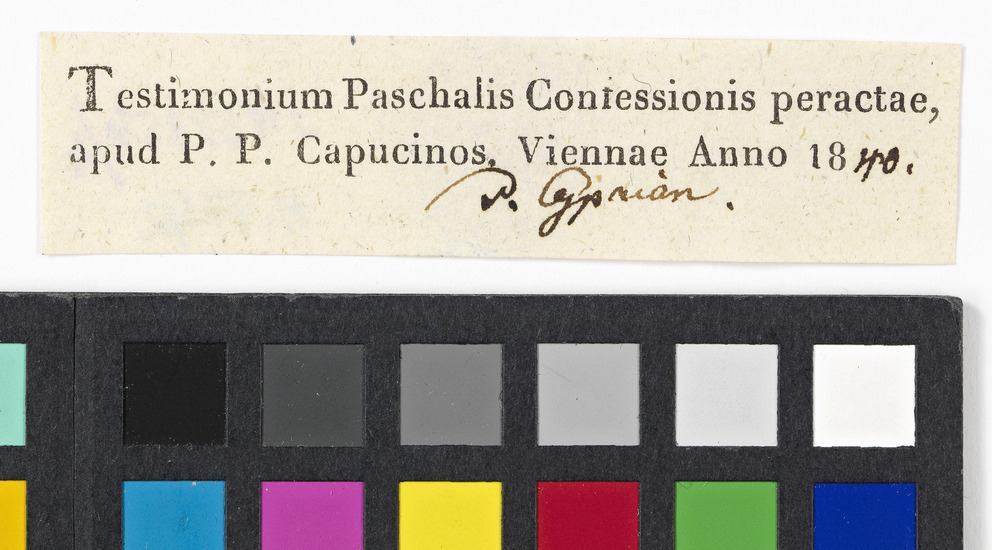 Testimonium Paschalis Confessionis peractae,
apud P. P. Capucinos, Viennae Anno 1840.
P. Cyprian.